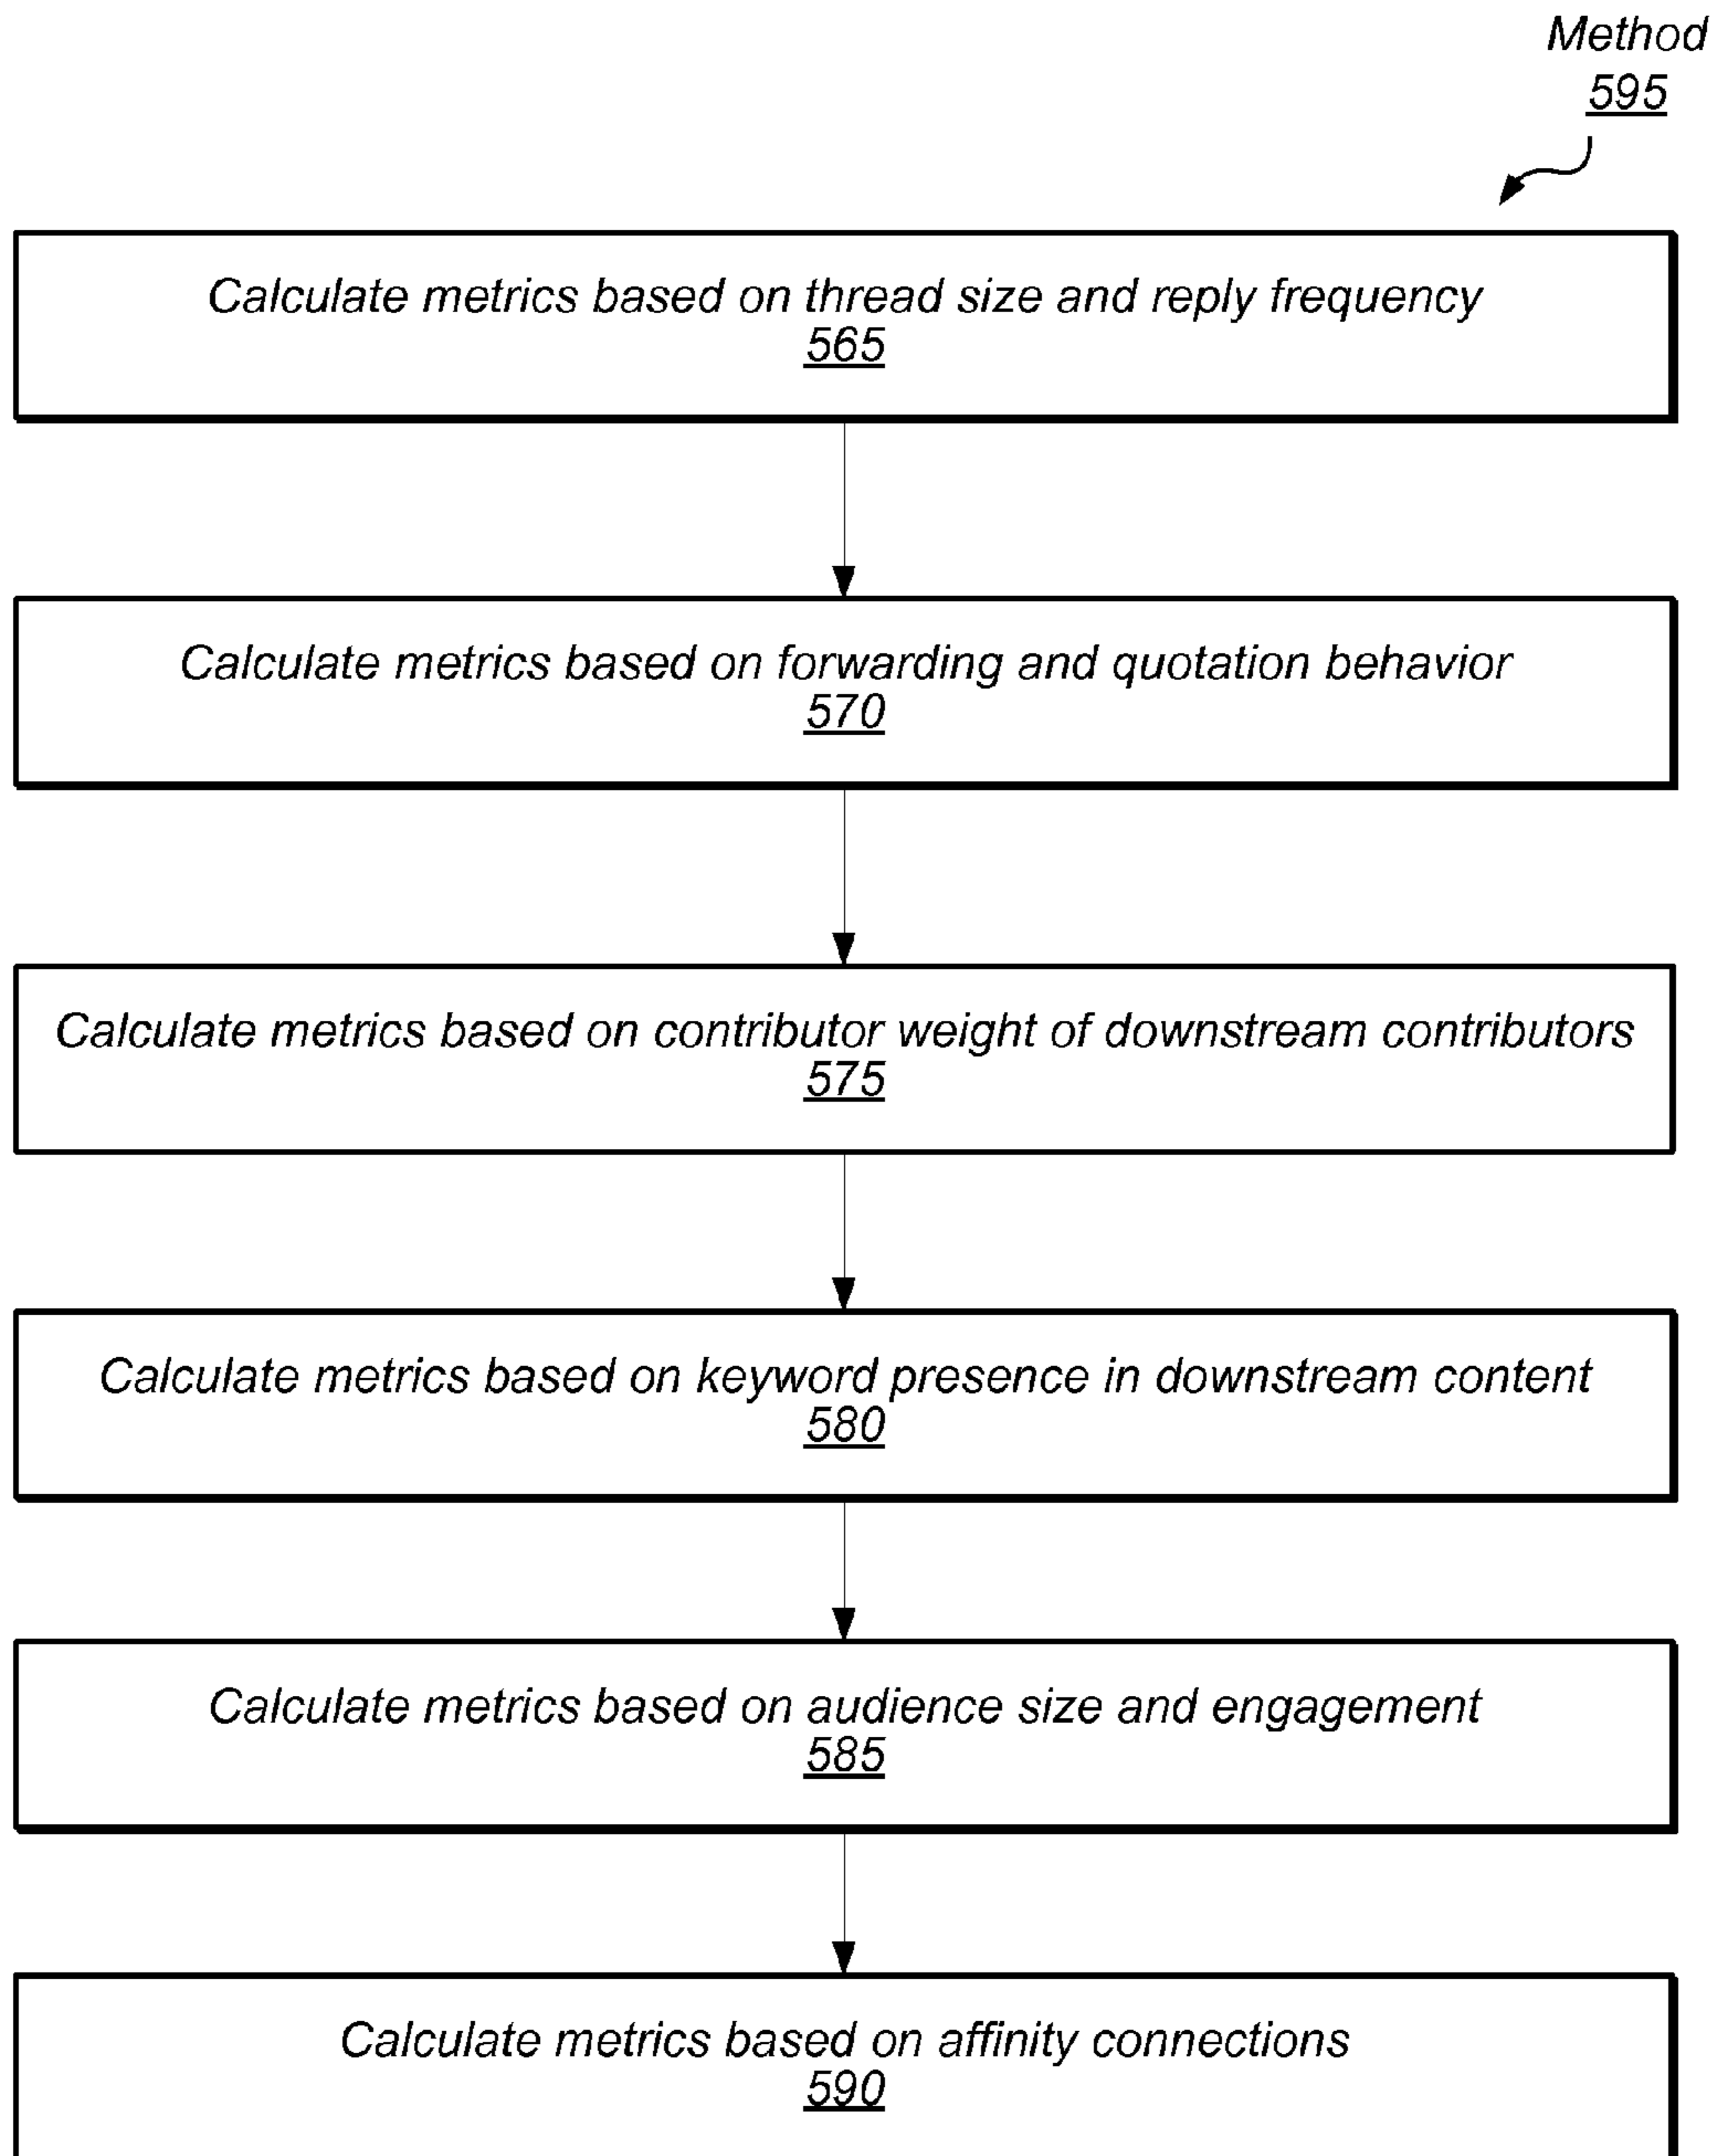 Method
595
Calculate metrics based on thread size and reply frequency
565
Calculate metrics based on forwarding and quotation behavior
570
Calculate metrics based on contributor weight of downstream contributors
575
Calculate metrics based on keyword presence in downstream content
580
Calculate metrics based on audience size and engagement
585
Calculate metrics based on affinity connections
590